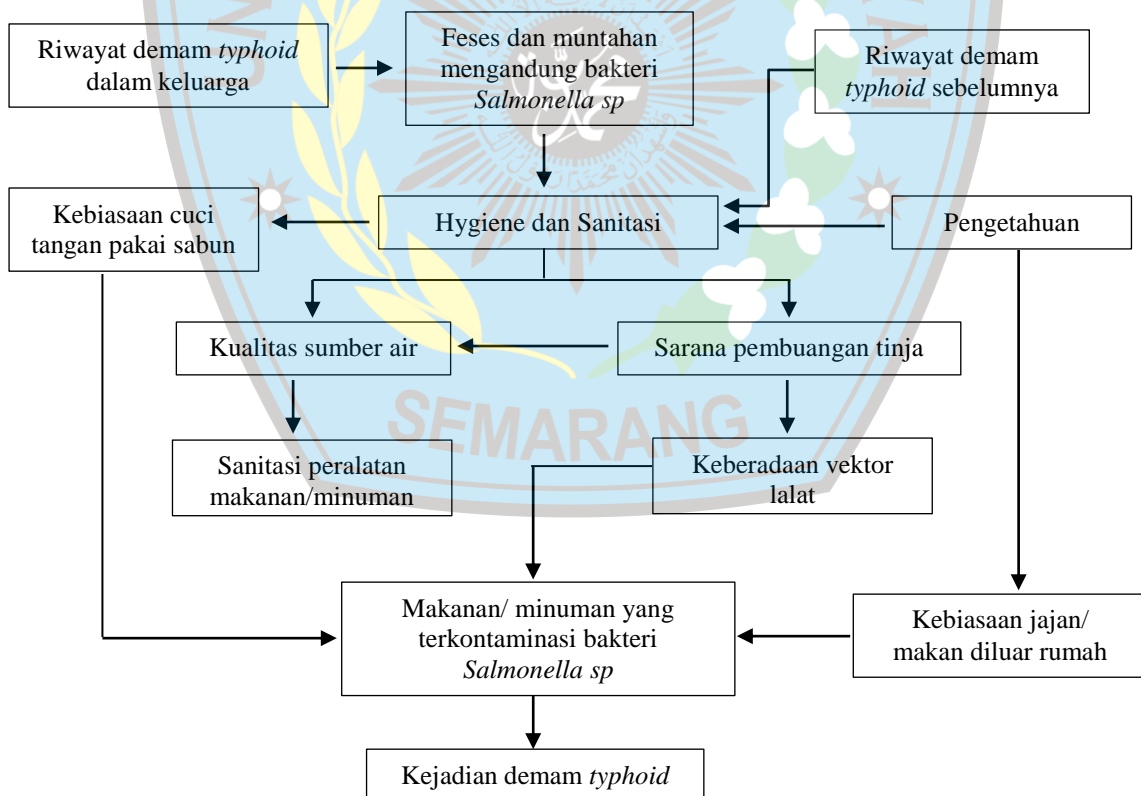 Riwayat demam typhoid
dalam keluarga
Feses dan muntahan
mengandung bakteri
Salmonella sp
Riwayat demam
typhoid sebelumnya
Kebiasaan cuci
tangan pakai sabun
Hygiene dan Sanitasi
Pengetahuan
Kualitas sumber air
Sarana pembuangan tinja
SEMARANG
Sanitasi peralatan
makanan/minuman
Keberadaan vektor
lalat
Makanan/ minuman yang
terkontaminasi bakteri
Salmonella sp
Kebiasaan jajan/
makan diluar rumah
Kejadian demam typhoid